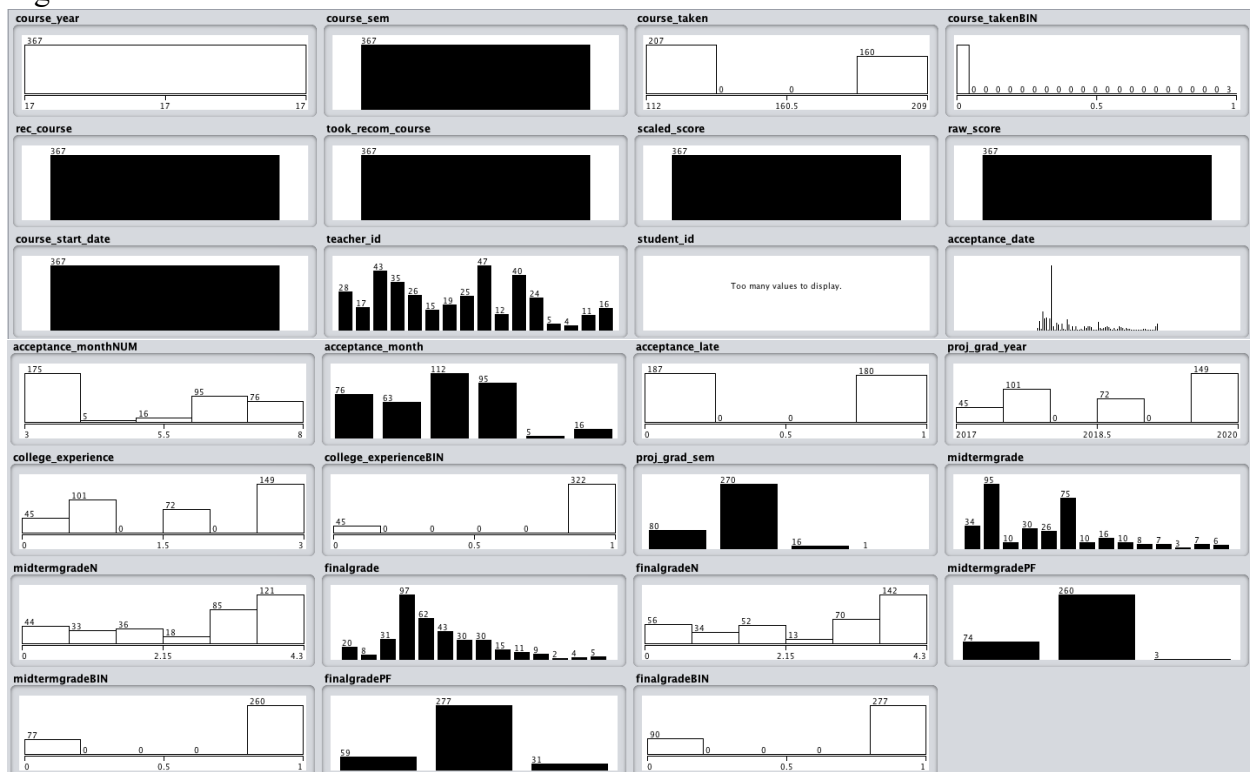 course_year course_sem course_taken course_takenBIN
367 367 207 0 0 160 0 0 0 0 0 0 0 0 0 0 0 0 0 0 0 0 0 0 0 0 0 3
17 17 17 112 160.5 209 0 0.5 1
rec_course took_recom_course scaled_score raw_score
367 367 367 367
course_start_date teacher_id student_id acceptance_date
367 28 17 43 35 26 15 19 25 47 12 40 24 5 4 11 16 Too many values to display.
acceptance_monthNUM acceptance_month acceptance_late proj_grad_year
175 5 16 95 76 76 63 112 95 5 16 187 0 0 180 45 101 0 72 0 149
3 5.5 8 0 0.5 1 2017 2018.5 2020
college_experience college_experienceBIN proj_grad_sem midtermgrade
45 101 0 72 0 149 45 0 0 0 0 322 80 270 16 1 34 95 10 30 26 75 10 16 10 8 7 3 7 6
0 1.5 3 0 0.5 1
midtermgradeN finalgrade finalgradeN midtermgradePF
44 33 36 18 85 121 20 8 31 97 62 43 30 30 15 11 9 2 4 5 56 34 52 13 70 142 74 260 3
0 2.15 4.3 0 2.15 4.3
midtermgradeBIN finalgradePF finalgradeBIN
77 0 0 0 260 59 277 31 90 0 0 0 277
0 0.5 1 0 0.5 1